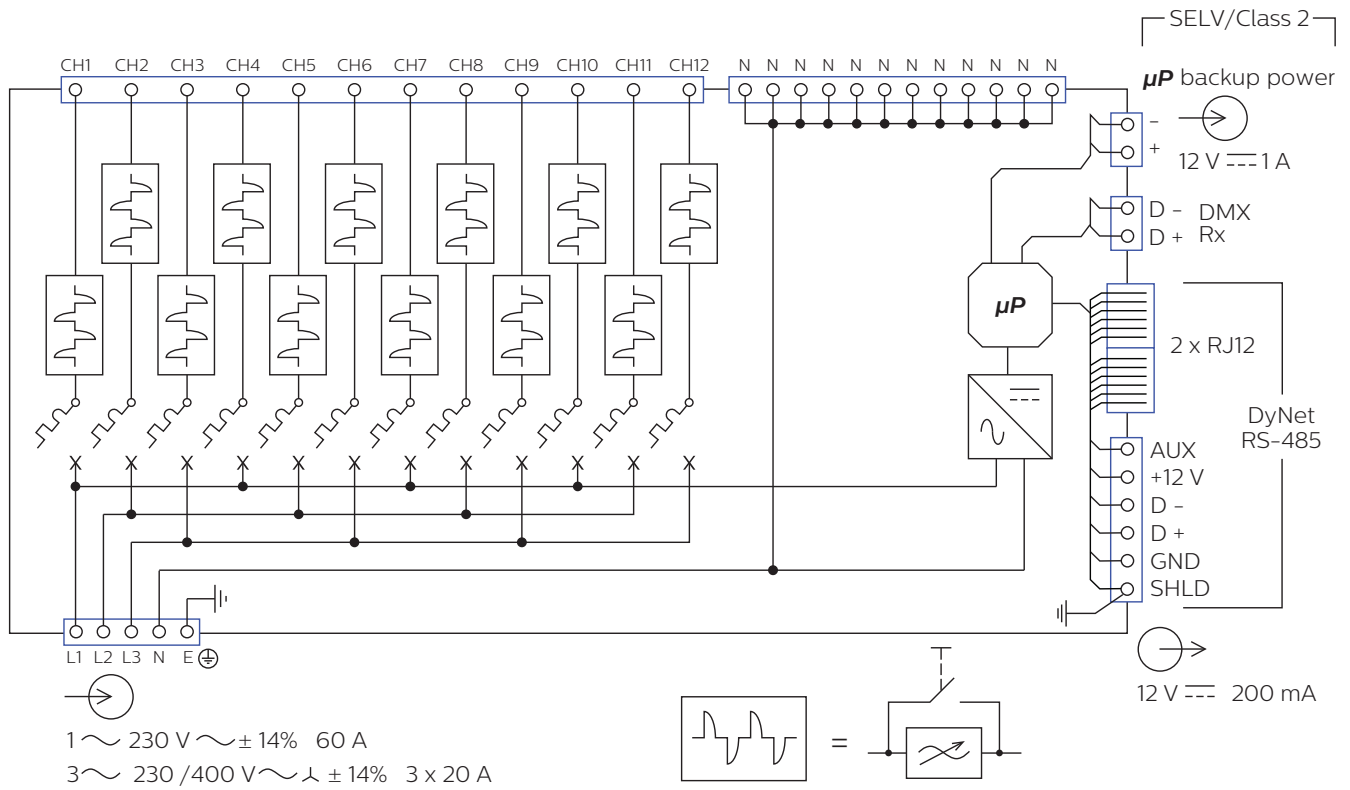 SELV/Class 2
CH1 CH2 CH3 CH4 CH5 CH6 CH7 CH8 CH9 CH10 CH11 CH12 N N N N N N N N N N N N
µP backup power
-
+
12 V 1 A
D - DMX
D + Rx
µP
2 x RJ12
DyNet
RS-485
AUX
+12 V
D -
D +
GND
SHLD
L1 L2 L3 N E
12 V 200 mA
1 ~ 230 V ~ ± 14% 60 A
=
3 ~ 230 /400 V ~ ⅄ ± 14% 3 x 20 A